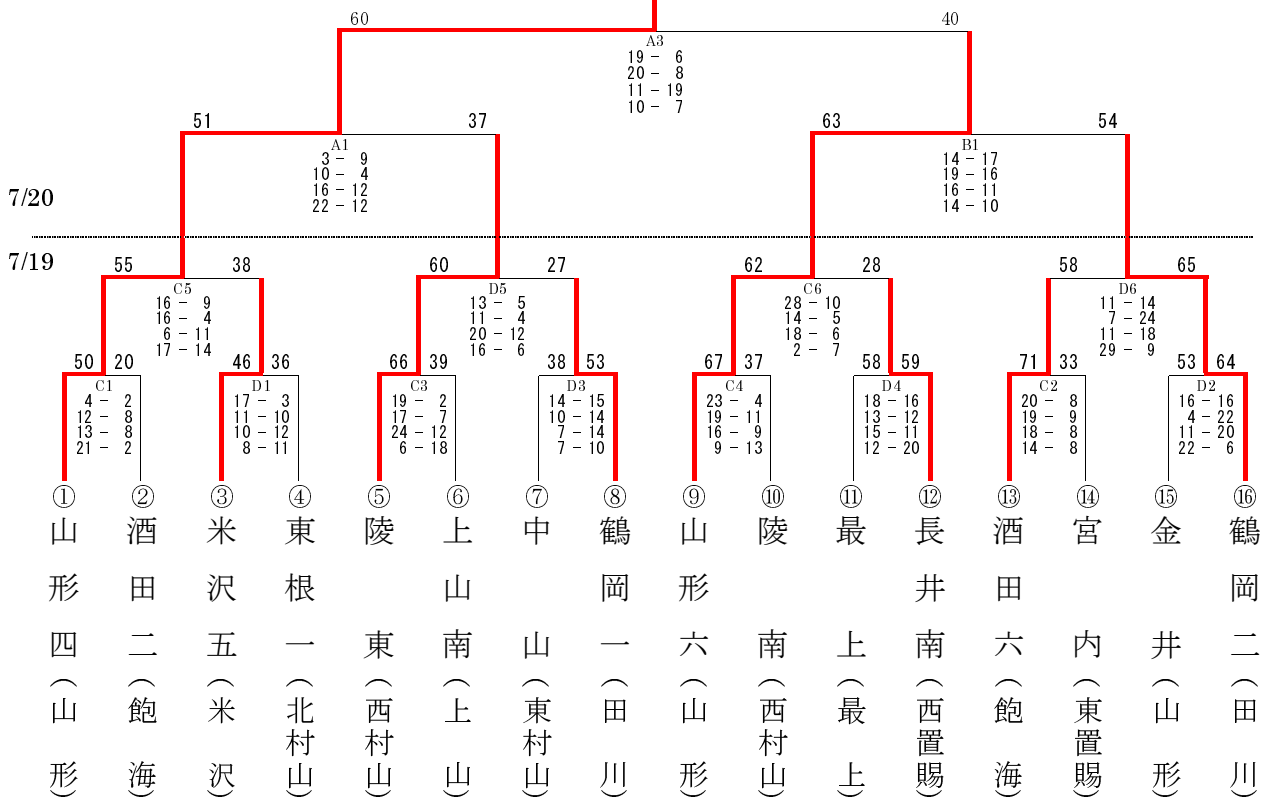 60 40
A3
19 - 6
20 - 8
11 - 19
10 - 7
51 37 63 54
A1
3 - 9
10 - 4
16 - 12
22 - 12
B1
14 - 17
19 - 16
16 - 11
14 - 10
7/20
7/19
55 38 60 27 62 28 58 65
C5
16 - 9
16 - 4
6 - 11
17 - 14
D5
13 - 5
11 - 4
20 - 12
16 - 6
C6
28 - 10
14 - 5
18 - 6
2 - 7
D6
11 - 14
7 - 24
11 - 18
29 - 9
50 20 46 36 66 39 38 53 67 37 58 59 71 33 53 64
C1
4 - 2
12 - 8
13 - 8
21 - 2
D1
17 - 3
11 - 10
10 - 12
8 - 11
C3
19 - 2
17 - 7
24 - 12
6 - 18
D3
14 - 15
10 - 14
7 - 14
7 - 10
C4
23 - 4
19 - 11
16 - 9
9 - 13
D4
18 - 16
13 - 12
15 - 11
12 - 20
C2
20 - 8
19 - 9
18 - 8
14 - 8
D2
16 - 16
4 - 22
11 - 20
22 - 6
① 山形四(山形)
② 酒田二(飽海)
③ 米沢五(米沢)
④ 東根一(北村山)
⑤ 陵東(西村山)
⑥ 上山南(上山)
⑦ 中山(東村山)
⑧ 鶴岡一(田川)
⑨ 山形六(山形)
⑩ 陵南(西村山)
⑪ 最上(最上)
⑫ 長井南(西置賜)
⑬ 酒田六(飽海)
⑭ 宮内(東置賜)
⑮ 金井(山形)
⑯ 鶴岡二(田川)